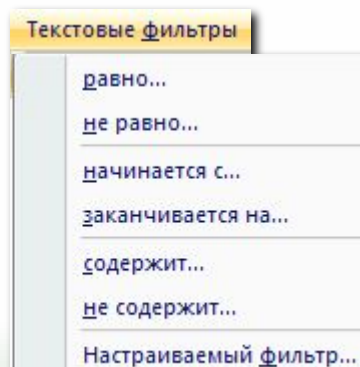 Текстовые фильтры
равно...
не равно...
начинается с...
заканчивается на...
содержит...
не содержит...
Настраиваемый фильтр...